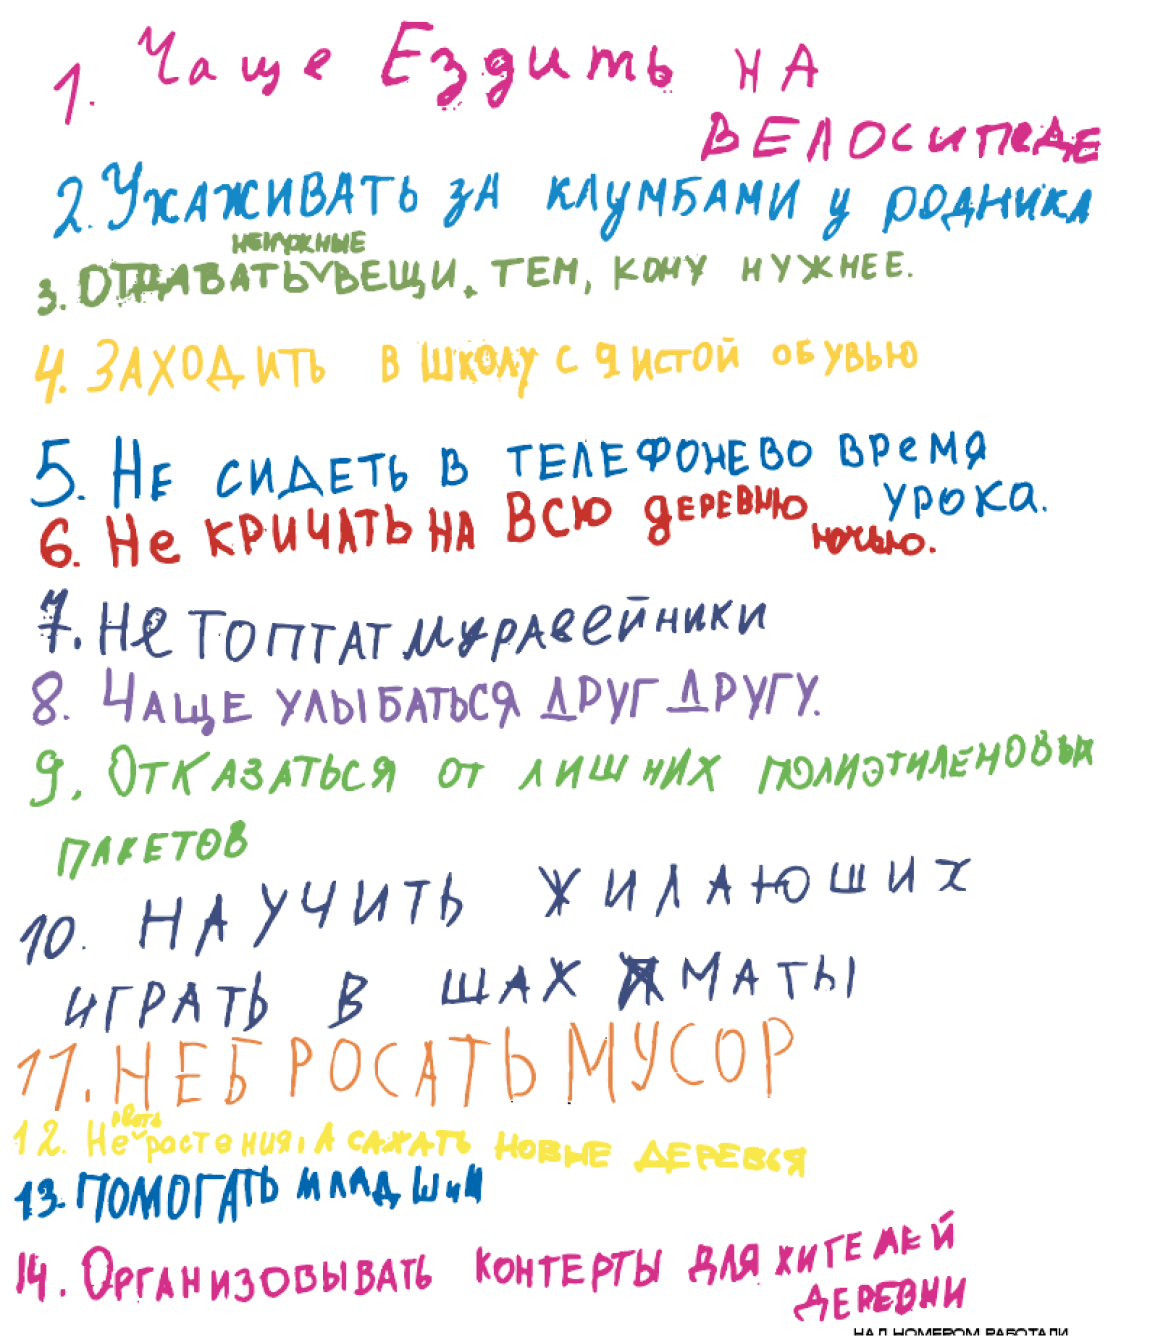 1. Чаще Ездить НА
ВЕЛОСИПЕДЕ
2. УХАЖИВАТЬ ЗА КЛУМБАМИ У РОДНИКА
НЕНУЖНЫЕ
3. ОТДАВАТЬ ВЕЩИ. ТЕМ, КОМУ НУЖНЕЕ.
4. ЗАХОДИТЬ В ШКОЛУ С ЧИСТОЙ ОБУВЬЮ
5. НЕ СИДЕТЬ В ТЕЛЕФОНЕ ВО ВРЕМЯ
УРОКА.
6. Не КРИЧАТЬ НА ВСЮ ДЕРЕВНЮ
НОЧЬЮ.
7. Не ТОПТАТ МУРАВЕЙНИКИ
8. ЧАЩЕ УЛЫБАТЬСЯ ДРУГ ДРУГУ.
9. ОТКАЗАТЬСЯ ОТ ЛИШНИХ ПОЛИЭТИЛЕНОВЫХ
ПАКЕТОВ
10. НАУЧИТЬ ЖИЛАЮШИХ
ИГРАТЬ В ШАХ МАТЫ
11. НЕ БРОСАТЬ МУСОР
рвать
12. Не растения, А САЖАТЬ НОВЫЕ ДЕРЕВЬЯ
13. ПОМОГАТЬ МЛАДШИМ
14. ОРГАНИЗОВЫВАТЬ КОНТЕРТЫ ДЛЯ ЖИТЕЛЕЙ
ДЕРЕВНИ
НАД НОМЕРОМ РАБОТАЛИ